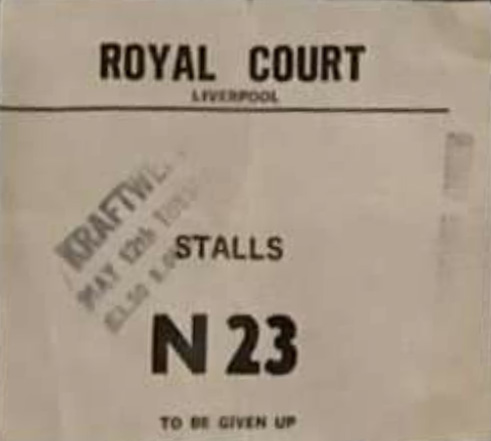 ROYAL COURT
LIVERPOOL
KRAFTW
MAY 12th
STALLS
N 23
TO BE GIVEN UP